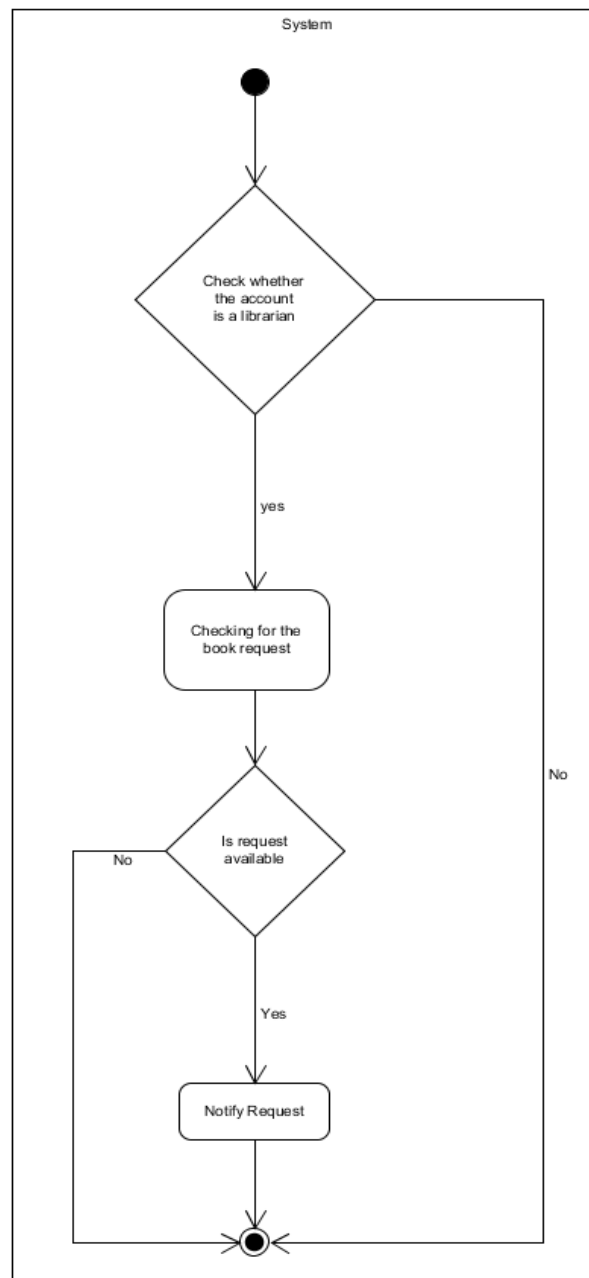 System
Check whether
the account
is a librarian
yes
Checking for the
book request
No
Is request
available
No
Yes
Notify Request